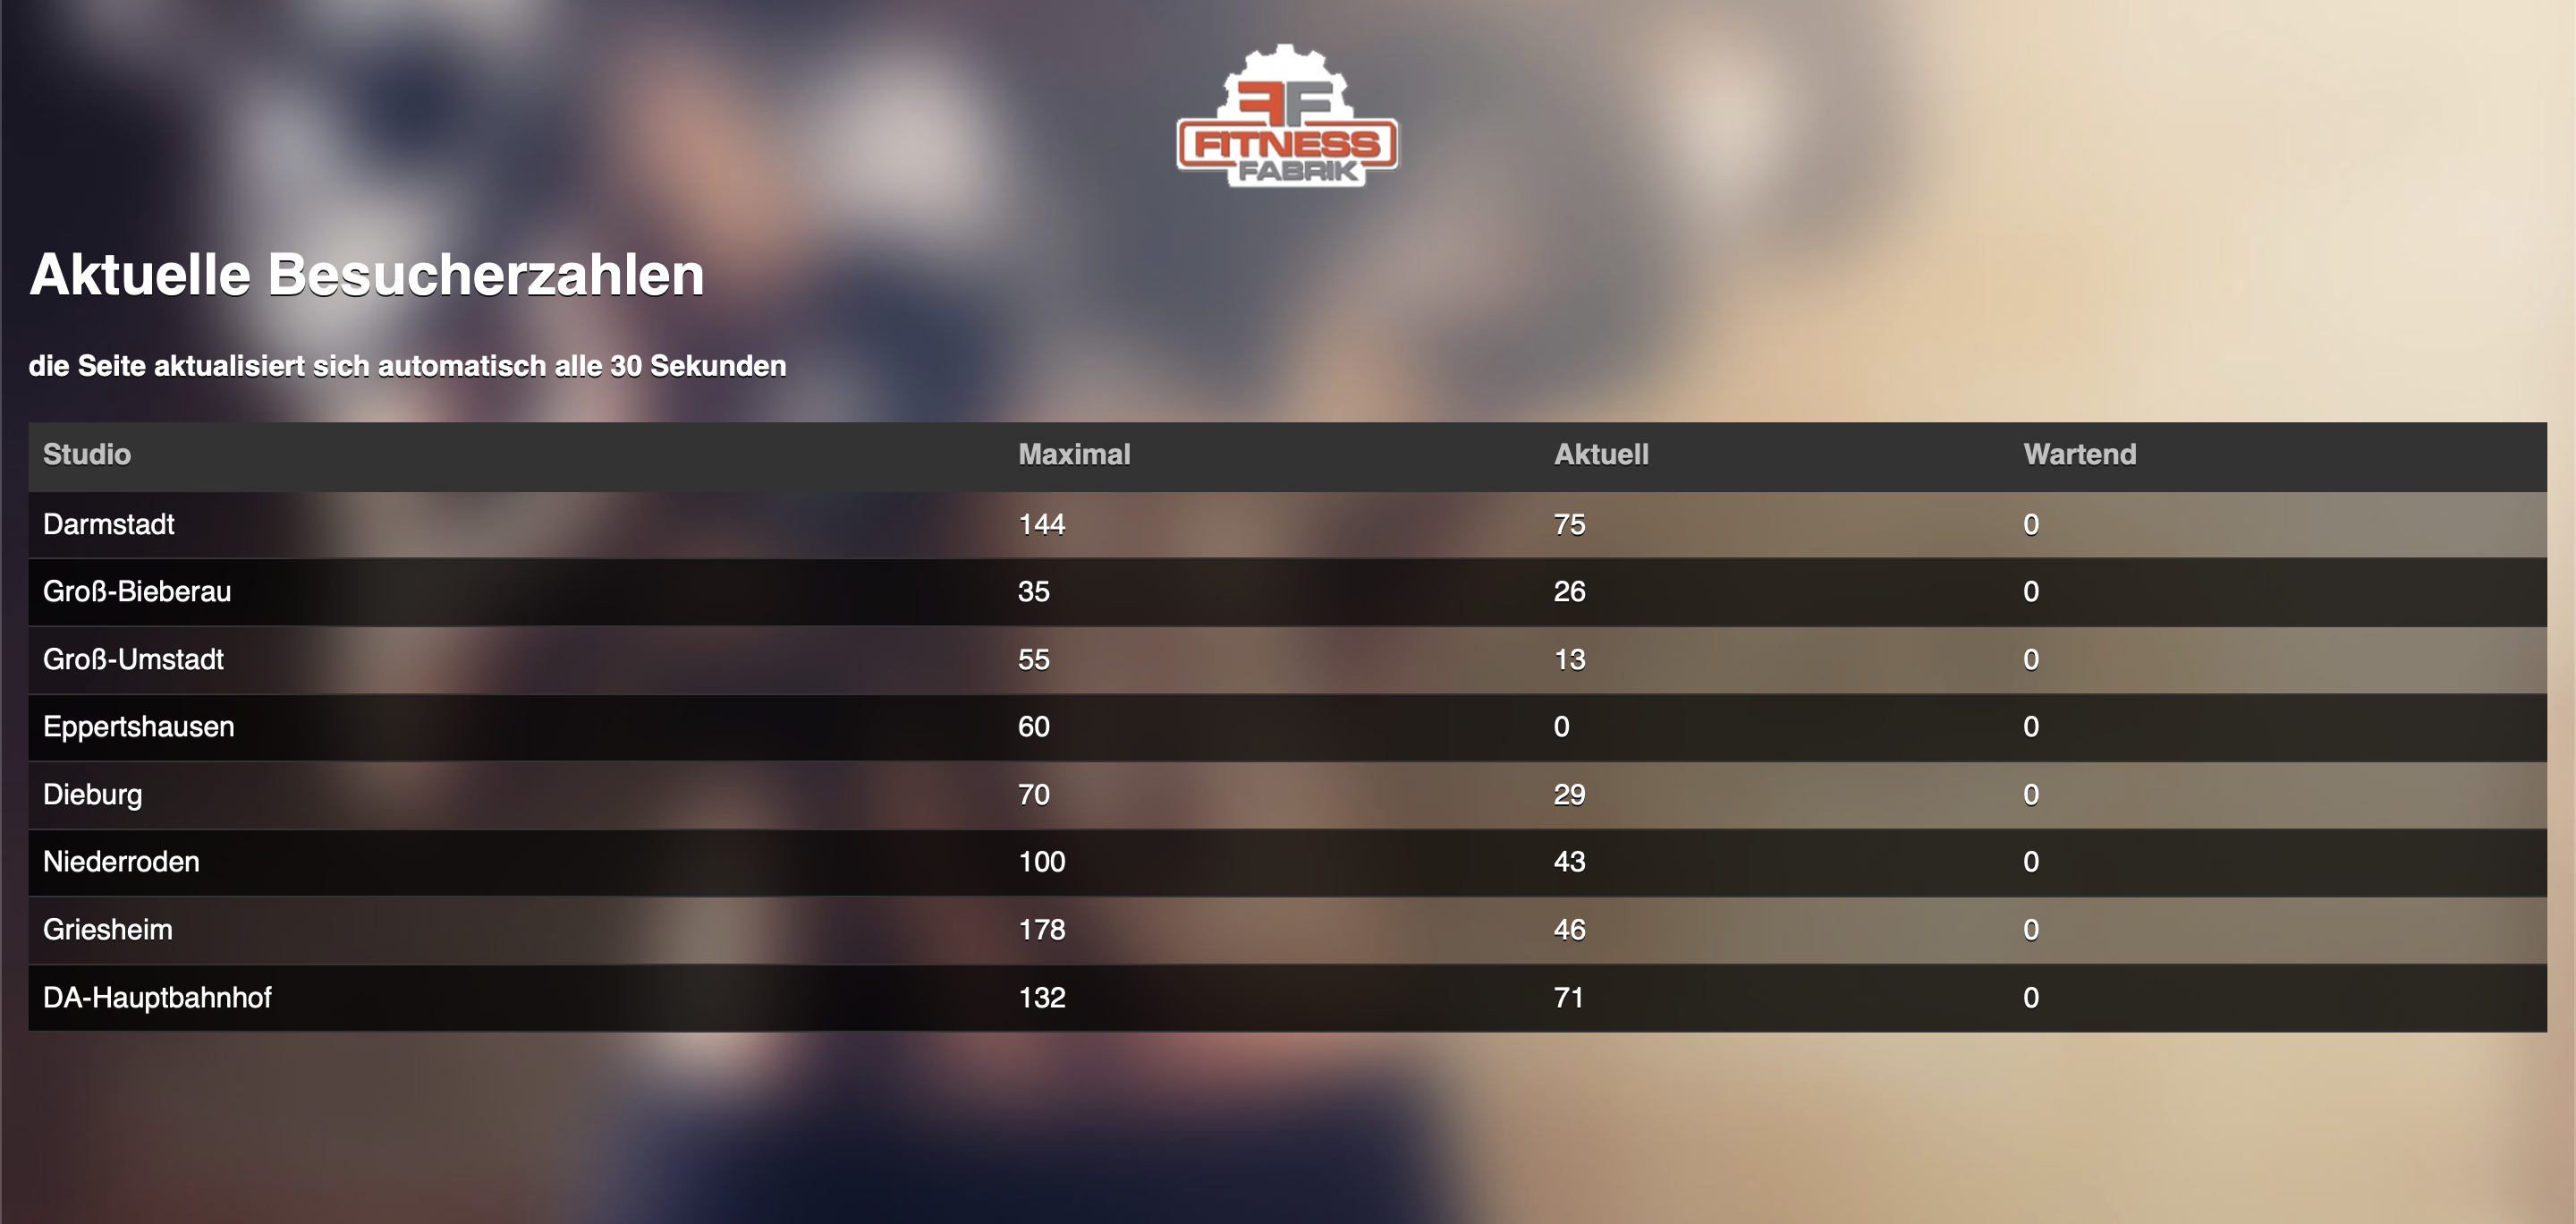 FF
FITNESS
FABRIK
Aktuelle Besucherzahlen
die Seite aktualisiert sich automatisch alle 30 Sekunden
Studio Maximal Aktuell Wartend
Darmstadt 144 75 0
Groß-Bieberau 35 26 0
Groß-Umstadt 55 13 0
Eppertshausen 60 0 0
Dieburg 70 29 0
Niederroden 100 43 0
Griesheim 178 46 0
DA-Hauptbahnhof 132 71 0